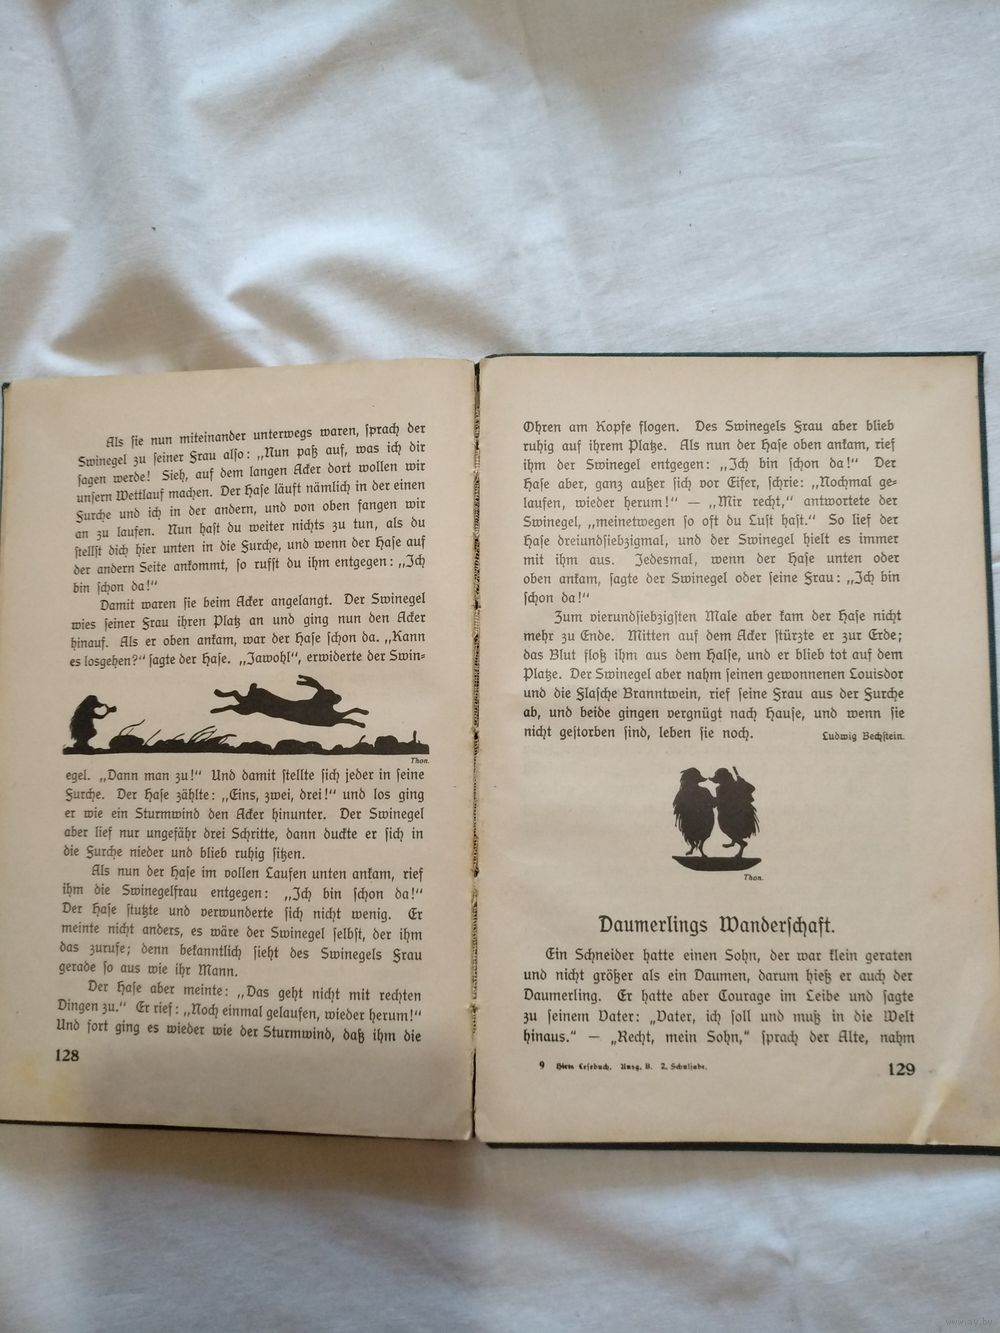 Als ſie nun miteinander unterwegs waren, ſprach der
Swinegel zu ſeiner Frau alſo: „Nun paß auf, was ich dir
ſagen werde! Sieh, auf dem langen Acker dort wollen wir
unſern Wettlauf machen. Der Haſe läuft nämlich in der einen
Furche und ich in der andern, und von oben fangen wir
an zu laufen. Nun haſt du weiter nichts zu tun, als du
ſtellſt dich hier unten in die Furche, und wenn der Haſe auf
der andern Seite ankommt, ſo rufſt du ihm entgegen: „Ich
bin ſchon da!“
Damit waren ſie beim Acker angelangt. Der Swinegel
wies ſeiner Frau ihren Platz an und ging nun den Acker
hinauf. Als er oben ankam, war der Haſe ſchon da. „Kann
es losgehen?“ ſagte der Haſe. „Jawohl“, erwiderte der Swin-
Thon.
egel. „Dann man zu!“ Und damit ſtellte ſich jeder in ſeine
Furche. Der Haſe zählte: „Eins, zwei, drei!“ und los ging
er wie ein Sturmwind den Acker hinunter. Der Swinegel
aber lief nur ungefähr drei Schritte, dann duckte er ſich in
die Furche nieder und blieb ruhig ſitzen.
Als nun der Haſe im vollen Laufen unten ankam, rief
ihm die Swinegelfrau entgegen: „Ich bin ſchon da!“
Der Haſe ſtutzte und verwunderte ſich nicht wenig. Er
meinte nicht anders, es wäre der Swinegel ſelbſt, der ihm
das zurufe; denn bekanntlich ſieht des Swinegels Frau
gerade ſo aus wie ihr Mann.
Der Haſe aber meinte: „Das geht nicht mit rechten
Dingen zu.“ Er rief: „Noch einmal gelaufen, wieder herum!“
Und fort ging es wieder wie der Sturmwind, daß ihm die
128
Ohren am Kopfe flogen. Des Swinegels Frau aber blieb
ruhig auf ihrem Platze. Als nun der Haſe oben ankam, rief
ihm der Swinegel entgegen: „Ich bin ſchon da!“ Der
Haſe aber, ganz außer ſich vor Eifer, ſchrie: „Nochmal ge-
laufen, wieder herum!“ — „Mir recht,“ antwortete der
Swinegel, „meinetwegen ſo oft du Luſt haſt.“ So lief der
Haſe dreiundſiebzigmal, und der Swinegel hielt es immer
mit ihm aus. Jedesmal, wenn der Haſe unten oder
oben ankam, ſagte der Swinegel oder ſeine Frau: „Ich bin
ſchon da!“
Zum vierundſiebzigſten Male aber kam der Haſe nicht
mehr zu Ende. Mitten auf dem Acker ſtürzte er zur Erde;
das Blut floß ihm aus dem Halſe, und er blieb tot auf dem
Platze. Der Swinegel aber nahm ſeinen gewonnenen Louisdor
und die Flaſche Branntwein, rief ſeine Frau aus der Furche
ab, und beide gingen vergnügt nach Hauſe, und wenn ſie
nicht geſtorben ſind, leben ſie noch. Ludwig Bechſtein.
Thon.
Daumerlings Wanderſchaft.
Ein Schneider hatte einen Sohn, der war klein geraten
und nicht größer als ein Daumen, darum hieß er auch der
Daumerling. Er hatte aber Courage im Leibe und ſagte
zu ſeinem Vater: „Vater, ich ſoll und muß in die Welt
hinaus.“ — „Recht, mein Sohn,“ ſprach der Alte, nahm
9 Leſebuch. Ausg. B. 2. Schuljahr.
129
www.ay.by